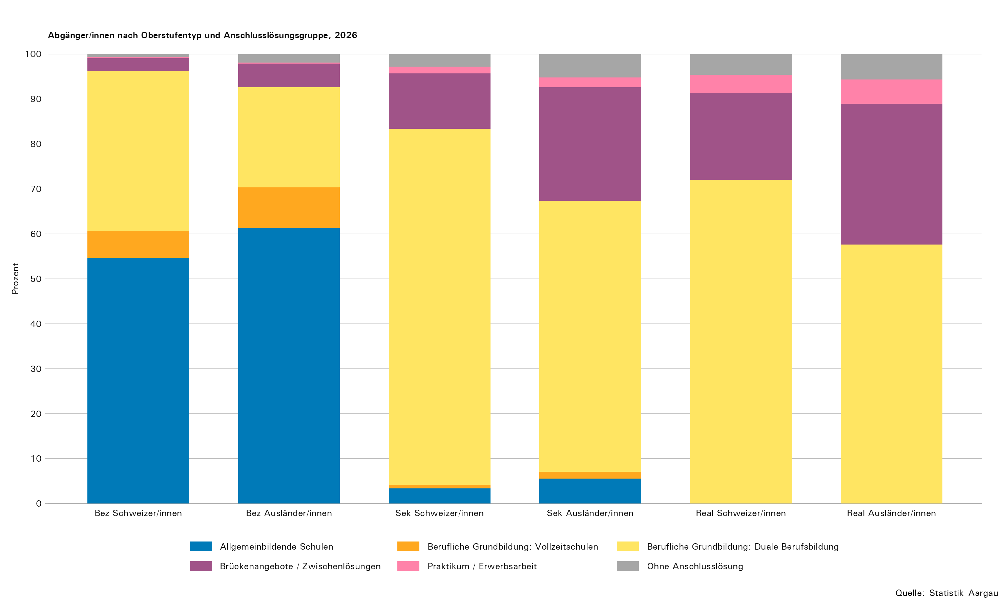 Abgänger/innen nach Oberstufentyp und Anschlusslösungsgruppe, 2026
Prozent
100
90
80
70
60
50
40
30
20
10
0
Bez Schweizer/innen
Bez Ausländer/innen
Sek Schweizer/innen
Sek Ausländer/innen
Real Schweizer/innen
Real Ausländer/innen
Allgemeinbildende Schulen
Berufliche Grundbildung: Vollzeitschulen
Berufliche Grundbildung: Duale Berufsbildung
Brückenangebote / Zwischenlösungen
Praktikum / Erwerbsarbeit
Ohne Anschlusslösung
Quelle: Statistik Aargau